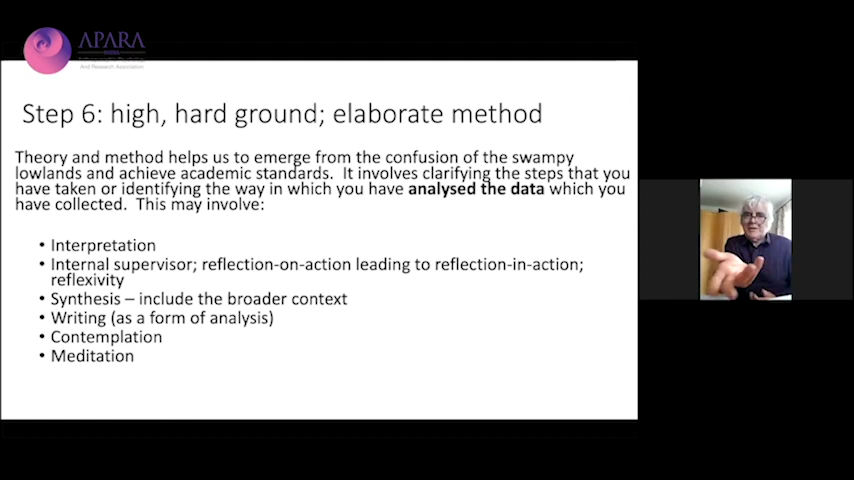 APARA
And Research Association
Step 6: high, hard ground; elaborate method
Theory and method helps us to emerge from the confusion of the swampy
lowlands and achieve academic standards. It involves clarifying the steps that you
have taken or identifying the way in which you have analysed the data which you
have collected. This may involve:
• Interpretation
• Internal supervisor; reflection-on-action leading to reflection-in-action;
reflexivity
• Synthesis – include the broader context
• Writing (as a form of analysis)
• Contemplation
• Meditation